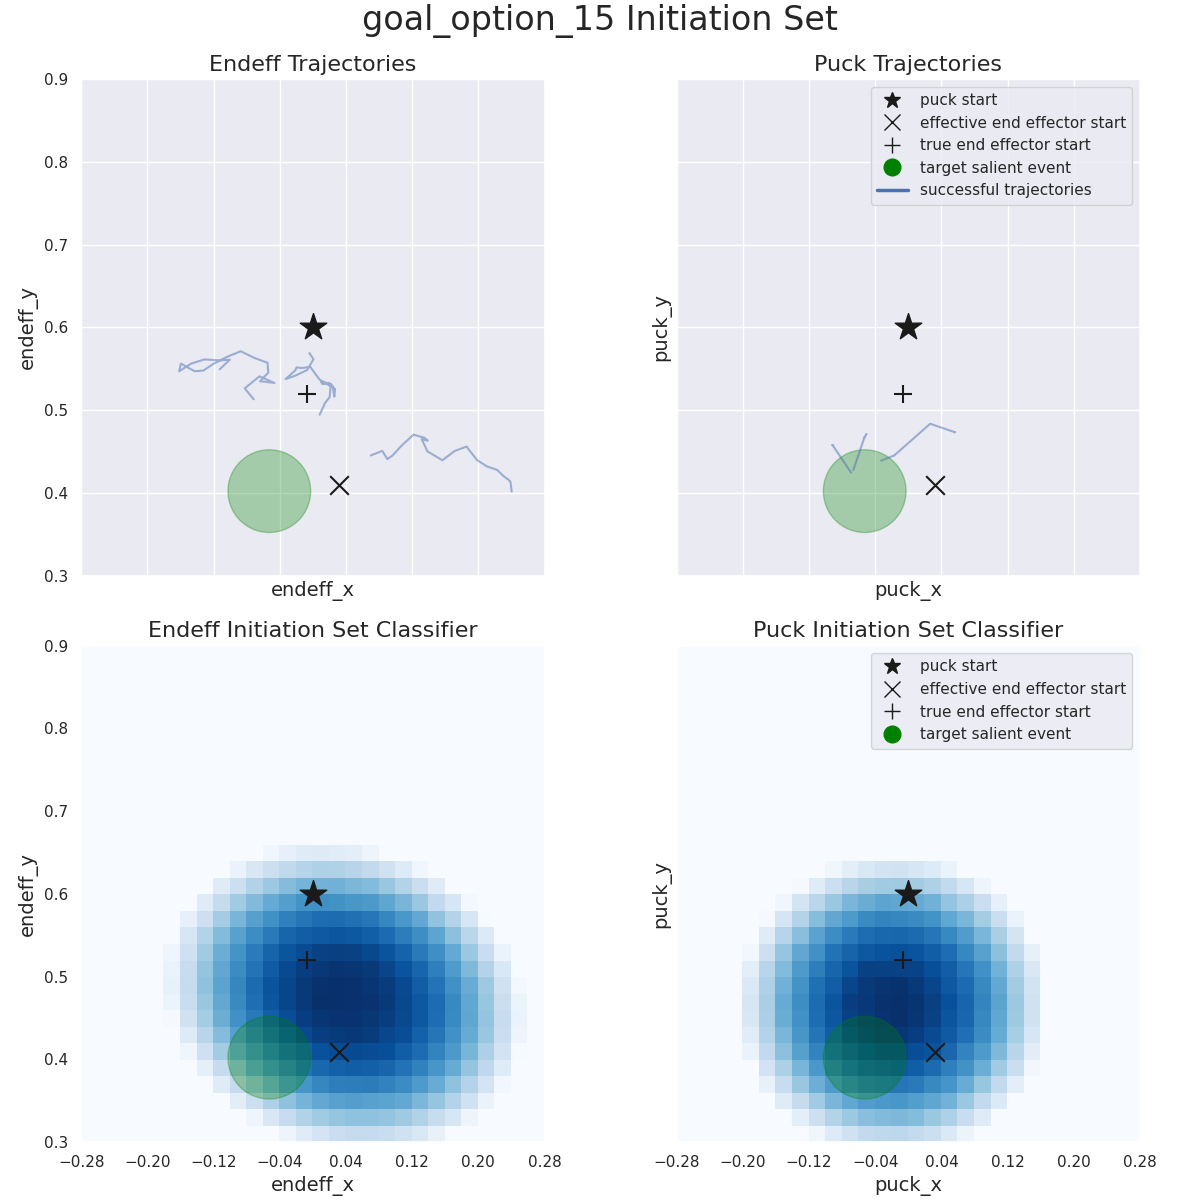 goal_option_15 Initiation Set
Endeff Trajectories
0.9
0.8
0.7
0.6
0.5
0.4
0.3
endeff_y
endeff_x
Puck Trajectories
puck start
effective end effector start
true end effector start
target salient event
successful trajectories
puck_y
puck_x
Endeff Initiation Set Classifier
0.9
0.8
0.7
0.6
0.5
0.4
0.3
endeff_y
−0.28 −0.20 −0.12 −0.04 0.04 0.12 0.20 0.28
endeff_x
Puck Initiation Set Classifier
puck start
effective end effector start
true end effector start
target salient event
puck_y
−0.28 −0.20 −0.12 −0.04 0.04 0.12 0.20 0.28
puck_x